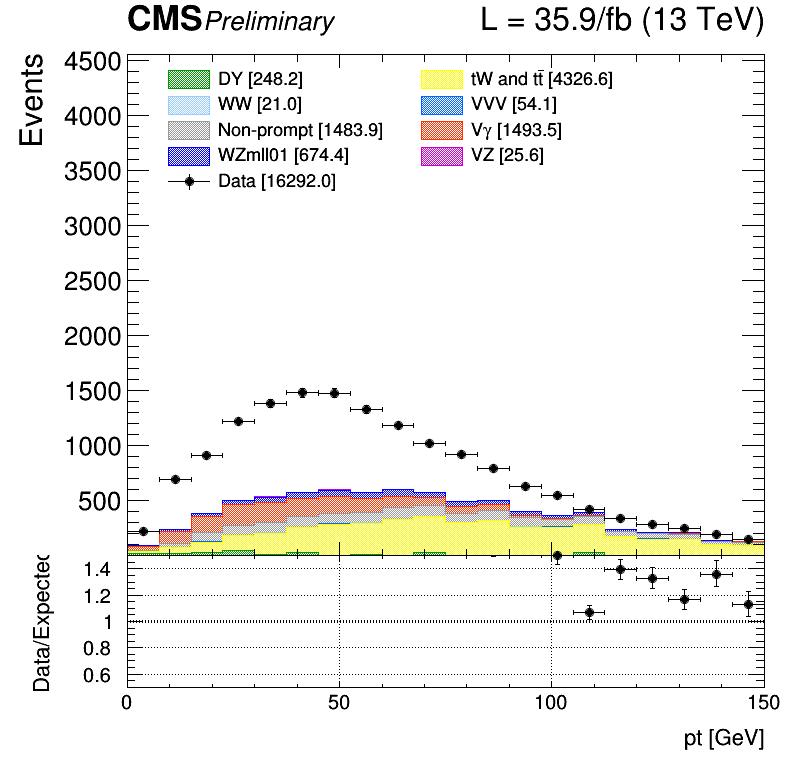 CMS Preliminary L = 35.9/fb (13 TeV)
Events
4500
4000
3500
3000
2500
2000
1500
1000
500
DY [248.2]
WW [21.0]
Non-prompt [1483.9]
WZmll01 [674.4]
Data [16292.0]
tW and tt̄ [4326.6]
VVV [54.1]
Vγ [1493.5]
VZ [25.6]
Data/Expected
1.4
1.2
1
0.8
0.6
0 50 100 150
pt [GeV]